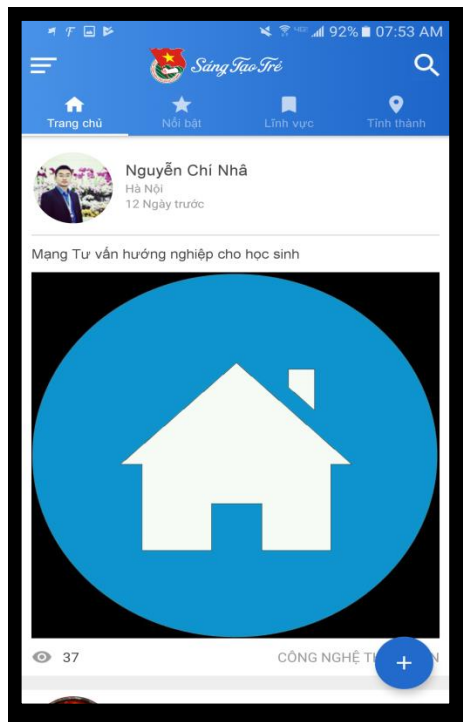 92% 07:53 AM
Sáng Tạo Trẻ
Trang chủ Nổi bật Lĩnh vực Tỉnh thành
Nguyễn Chí Nhâ
Hà Nội
12 Ngày trước
Mạng Tư vấn hướng nghiệp cho học sinh
37 CÔNG NGHỆ